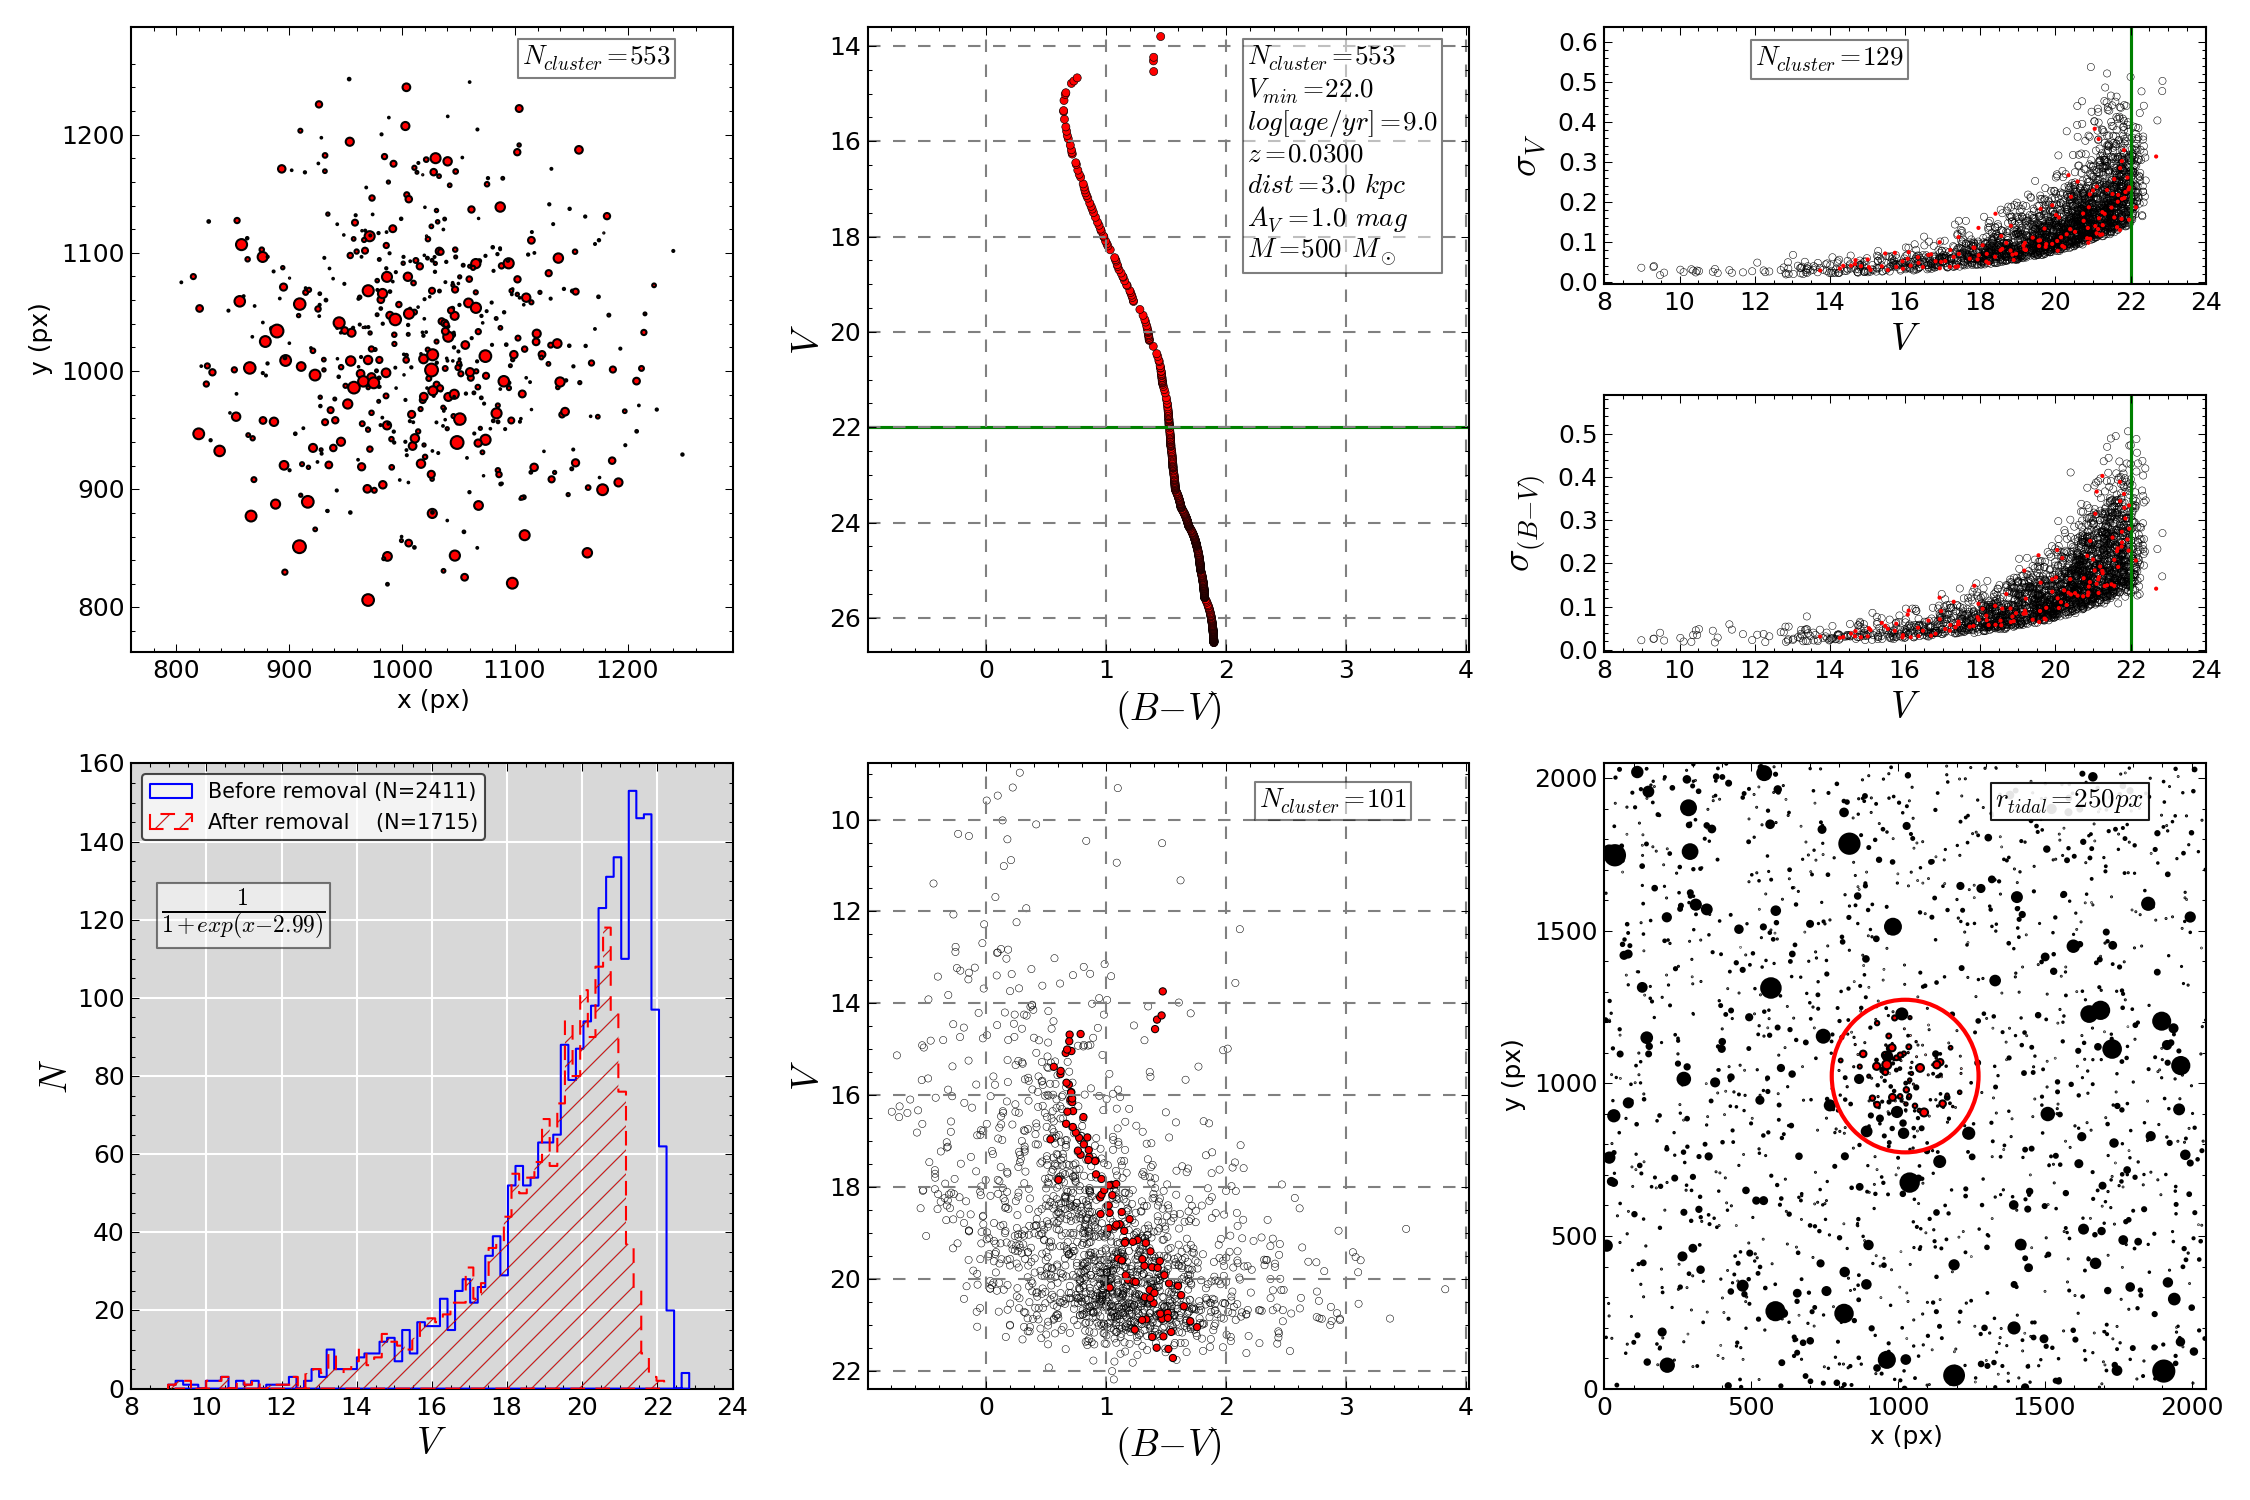 N_cluster=553
1200
1100
1000
900
800
y (px)
800 900 1000 1100 1200
x (px)
N_cluster=553
V_min=22.0
log[age/yr]=9.0
z=0.0300
dist=3.0 kpc
A_V=1.0 mag
M=500 M_⊙
14
16
18
20
22
24
26
V
0 1 2 3 4
(B−V)
N_cluster=129
0.6
0.5
0.4
0.3
0.2
0.1
0.0
σ_V
8 10 12 14 16 18 20 22 24
V
0.5
0.4
0.3
0.2
0.1
0.0
σ_(B−V)
8 10 12 14 16 18 20 22 24
V
160
140
120
100
80
60
40
20
0
N
Before removal (N=2411)
After removal (N=1715)
1
1+exp(x−2.99)
8 10 12 14 16 18 20 22 24
V
N_cluster=101
10
12
14
16
18
20
22
V
0 1 2 3 4
(B−V)
r_tidal=250px
2000
1500
1000
500
0
y (px)
0 500 1000 1500 2000
x (px)